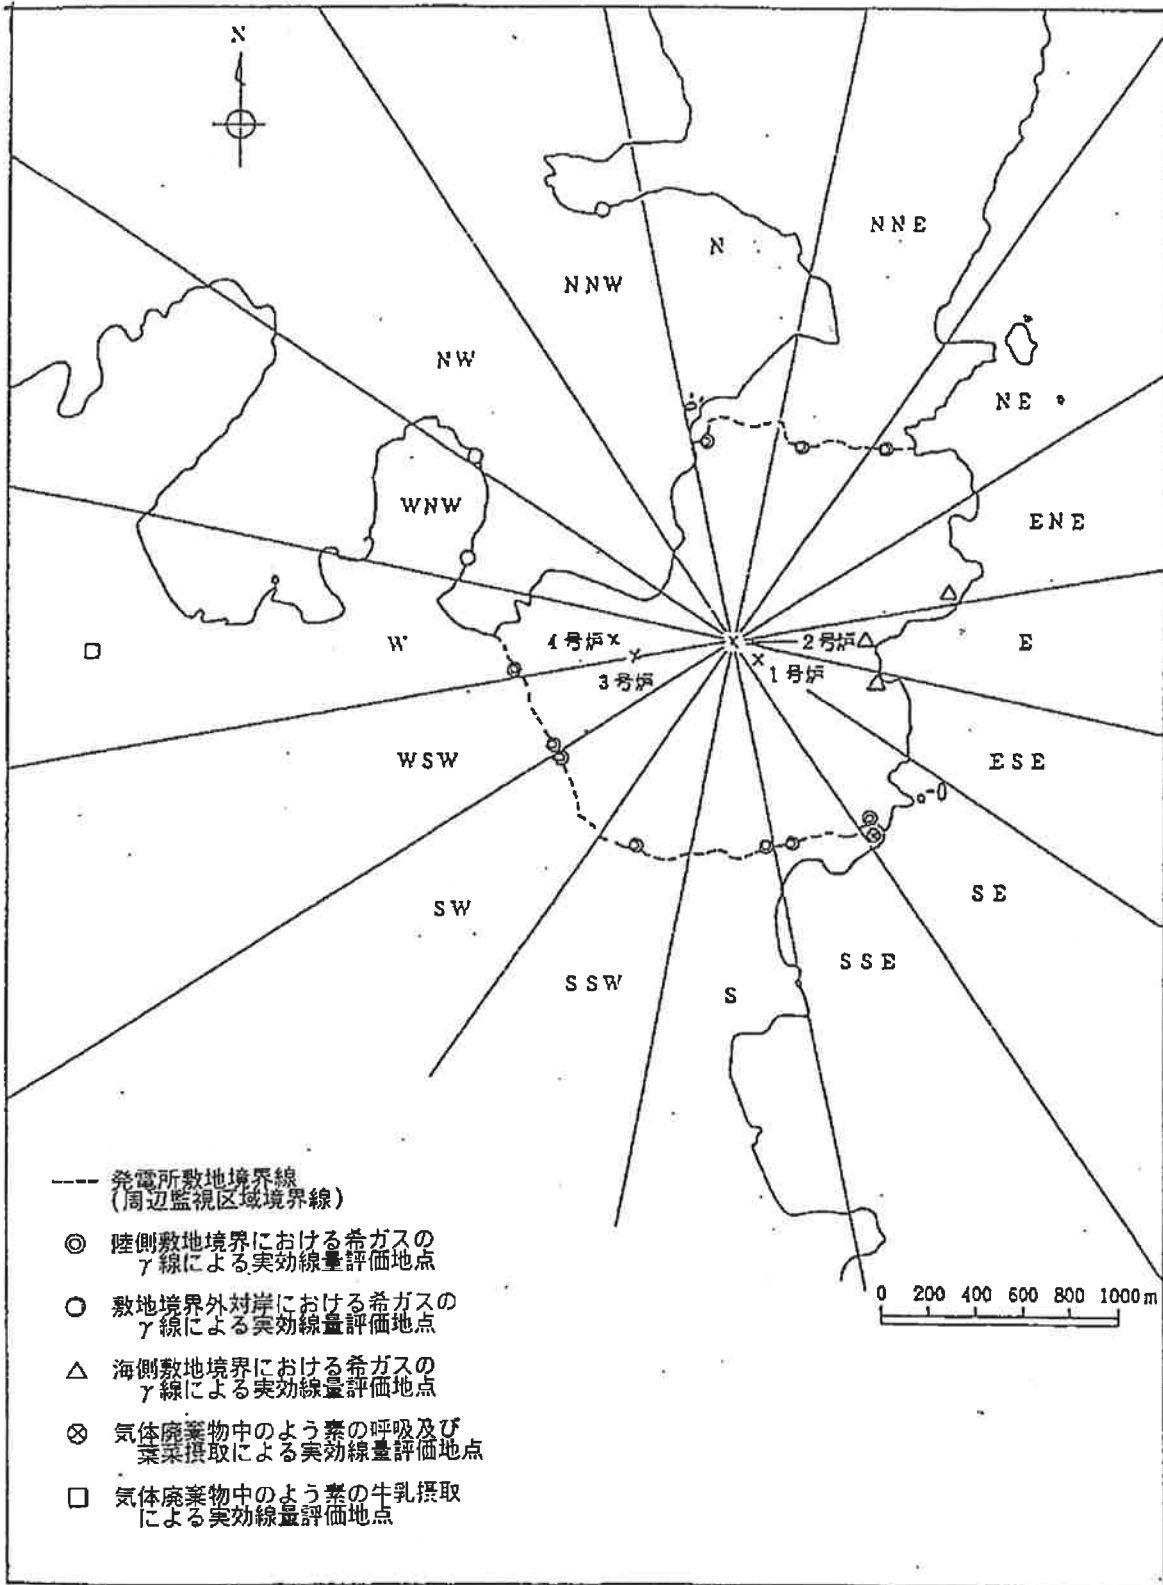 N
NNE
N
NNW
NW
NE
WNW
ENE
W
4号炉
2号炉
E
3号炉
1号炉
WSW
ESE
SW
SE
SSE
SSW
S
発電所敷地境界線
(周辺監視区域境界線)
陸側敷地境界における希ガスの
γ線による実効線量評価地点
敷地境界外対岸における希ガスの
γ線による実効線量評価地点
海側敷地境界における希ガスの
γ線による実効線量評価地点
気体廃棄物中のよう素の呼吸及び
葉菜摂取による実効線量評価地点
気体廃棄物中のよう素の牛乳摂取
による実効線量評価地点
0 200 400 600 800 1000m